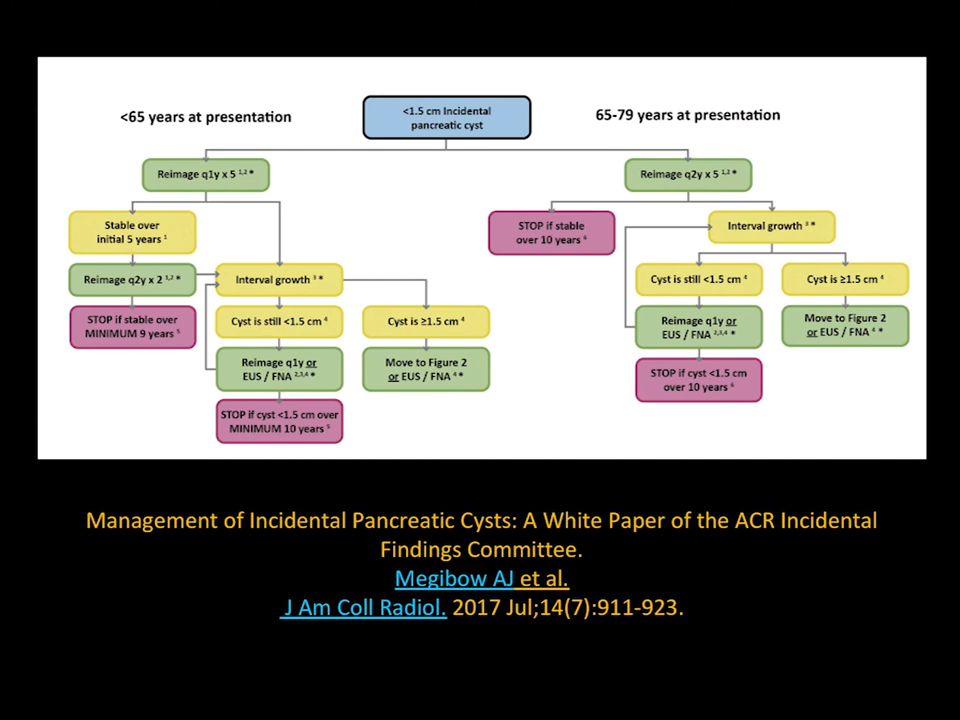 <65 years at presentation
<1.5 cm Incidental
pancreatic cyst
65-79 years at presentation
Reimage q1y x 5 1,2 *
Reimage q2y x 5 1,2 *
Stable over
initial 5 years 1
Reimage q2y x 2 1,2 *
STOP if stable over
MINIMUM 9 years 5
Interval growth 3 *
Cyst is still <1.5 cm 4
Reimage q1y or
EUS / FNA 2,3,4 *
STOP if cyst <1.5 cm over
MINIMUM 10 years 5
Cyst is ≥1.5 cm 4
Move to Figure 2
or EUS / FNA 4 *
STOP if stable
over 10 years 6
Interval growth 3 *
Cyst is still <1.5 cm 4
Reimage q1y or
EUS / FNA 2,3,4 *
STOP if cyst <1.5 cm
over 10 years 6
Cyst is ≥1.5 cm 4
Move to Figure 2
or EUS / FNA 4 *
Management of Incidental Pancreatic Cysts: A White Paper of the ACR Incidental
Findings Committee.
Megibow AJ et al.
J Am Coll Radiol. 2017 Jul;14(7):911-923.